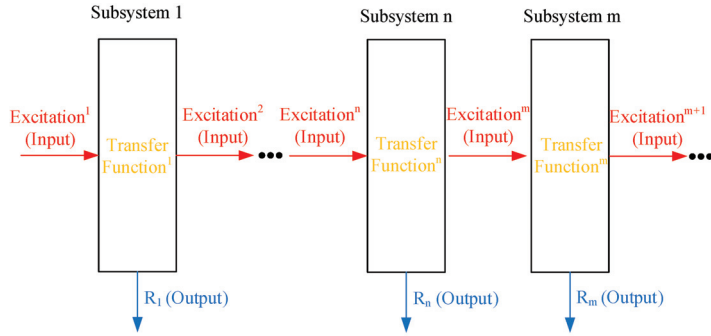 Subsystem 1
Subsystem n
Subsystem m
Excitation¹
(Input)
Transfer
Function¹
Excitation²
(Input)
Excitationⁿ
(Input)
Transfer
Functionⁿ
Excitationᵐ
(Input)
Transfer
Functionᵐ
Excitationᵐ⁺¹
(Input)
R₁ (Output)
Rₙ (Output)
Rₘ (Output)